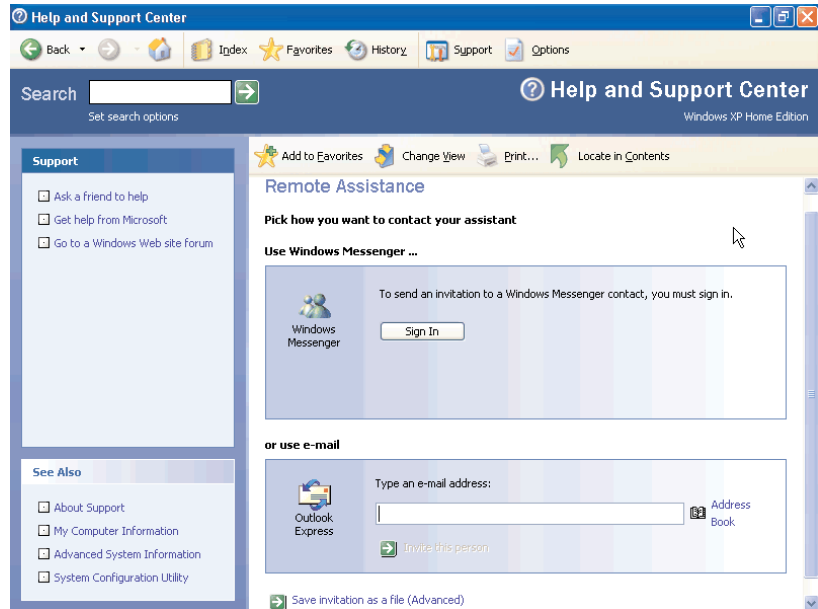 Help and Support Center
Back Index Favorites History Support Options
Search
Set search options
Help and Support Center
Windows XP Home Edition
Support
Ask a friend to help
Get help from Microsoft
Go to a Windows Web site forum
See Also
About Support
My Computer Information
Advanced System Information
System Configuration Utility
Add to Favorites Change View Print... Locate in Contents
Remote Assistance
Pick how you want to contact your assistant
Use Windows Messenger ...
Windows
Messenger
To send an invitation to a Windows Messenger contact, you must sign in.
Sign In
or use e-mail
Outlook
Express
Type an e-mail address:
Address
Book
Invite this person
Save invitation as a file (Advanced)